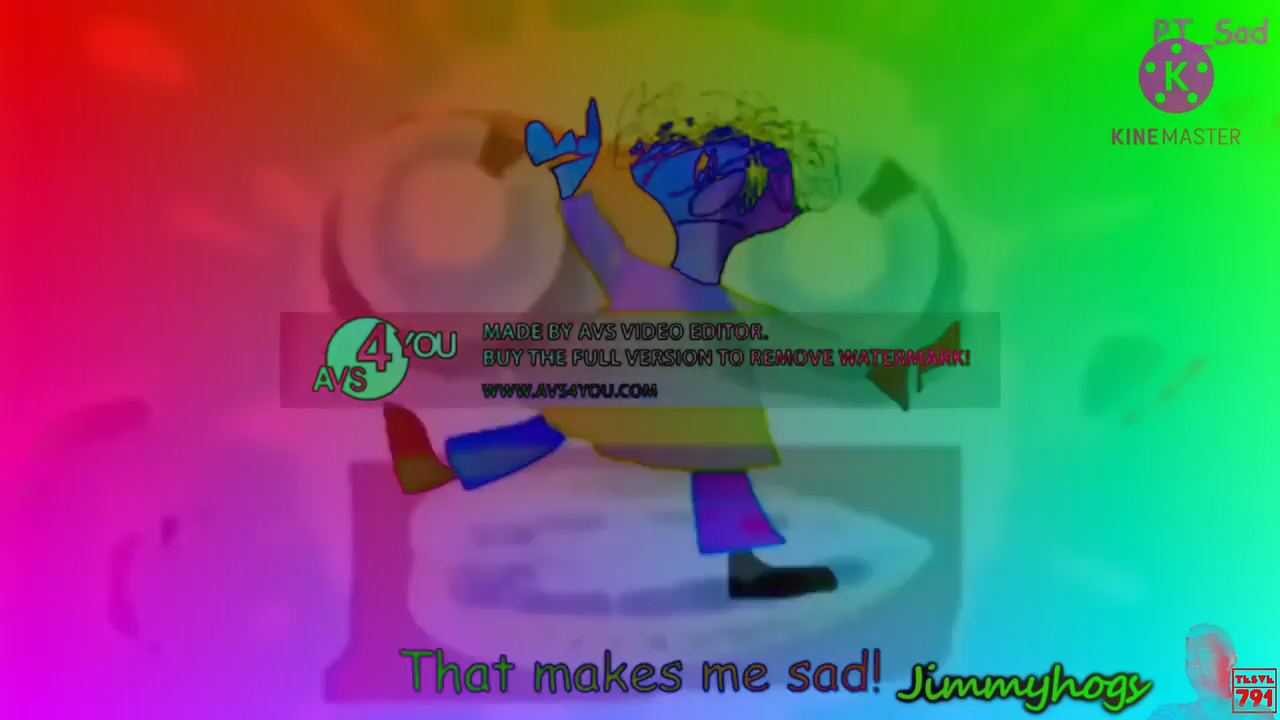 PT_Sad
K
KINEMASTER
4
YOU
AVS
MADE BY AVS VIDEO EDITOR.
BUY THE FULL VERSION TO REMOVE WATERMARK!
WWW.AVS4YOU.COM
That makes me sad!
Jimmyhogs
TESVE
791